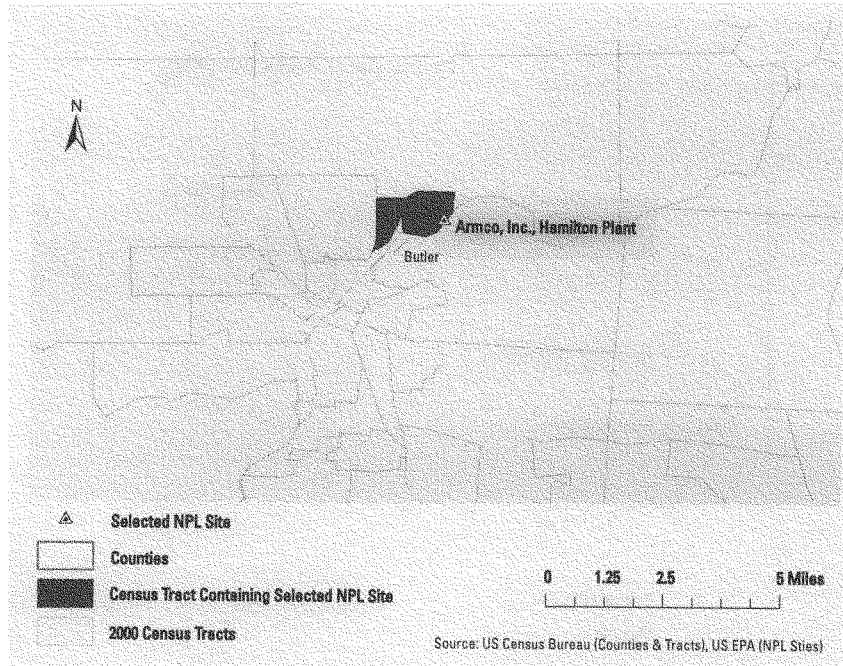 N
Armco, Inc., Hamilton Plant
Butler
Selected NPL Site
Counties
Census Tract Containing Selected NPL Site
2000 Census Tracts
0 1.25 2.5 5 Miles
Source: US Census Bureau (Counties & Tracts), US EPA (NPL Sties)